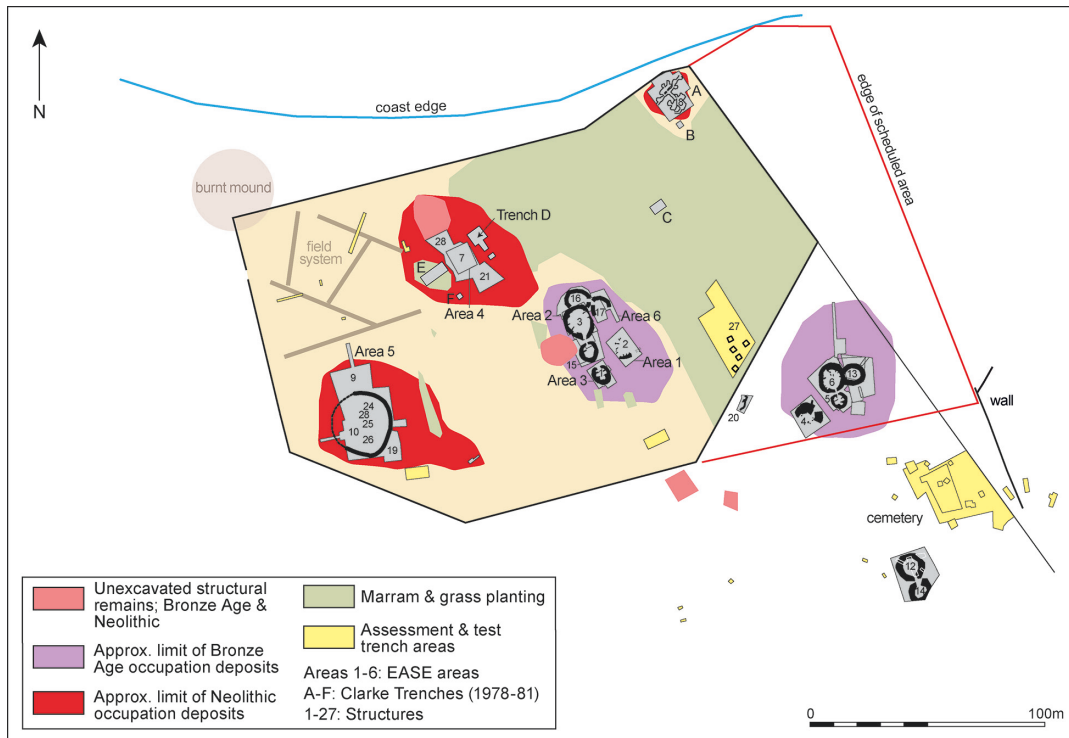 N
coast edge
A
18
B
edge of scheduled area
burnt mound
C
Trench D
28
field
system
7
E
21
F
Area 4
16
17
Area 2
3
Area 6
2
27
Area 1
15
Area 3
Area 5
9
6
13
5
4
20
wall
24
28
25
10
26
19
cemetery
12
14
Unexcavated structural
remains; Bronze Age &
Neolithic
Approx. limit of Bronze
Age occupation deposits
Approx. limit of Neolithic
occupation deposits
Marram & grass planting
Assessment & test
trench areas
Areas 1-6: EASE areas
A-F: Clarke Trenches (1978-81)
1-27: Structures
0
100m